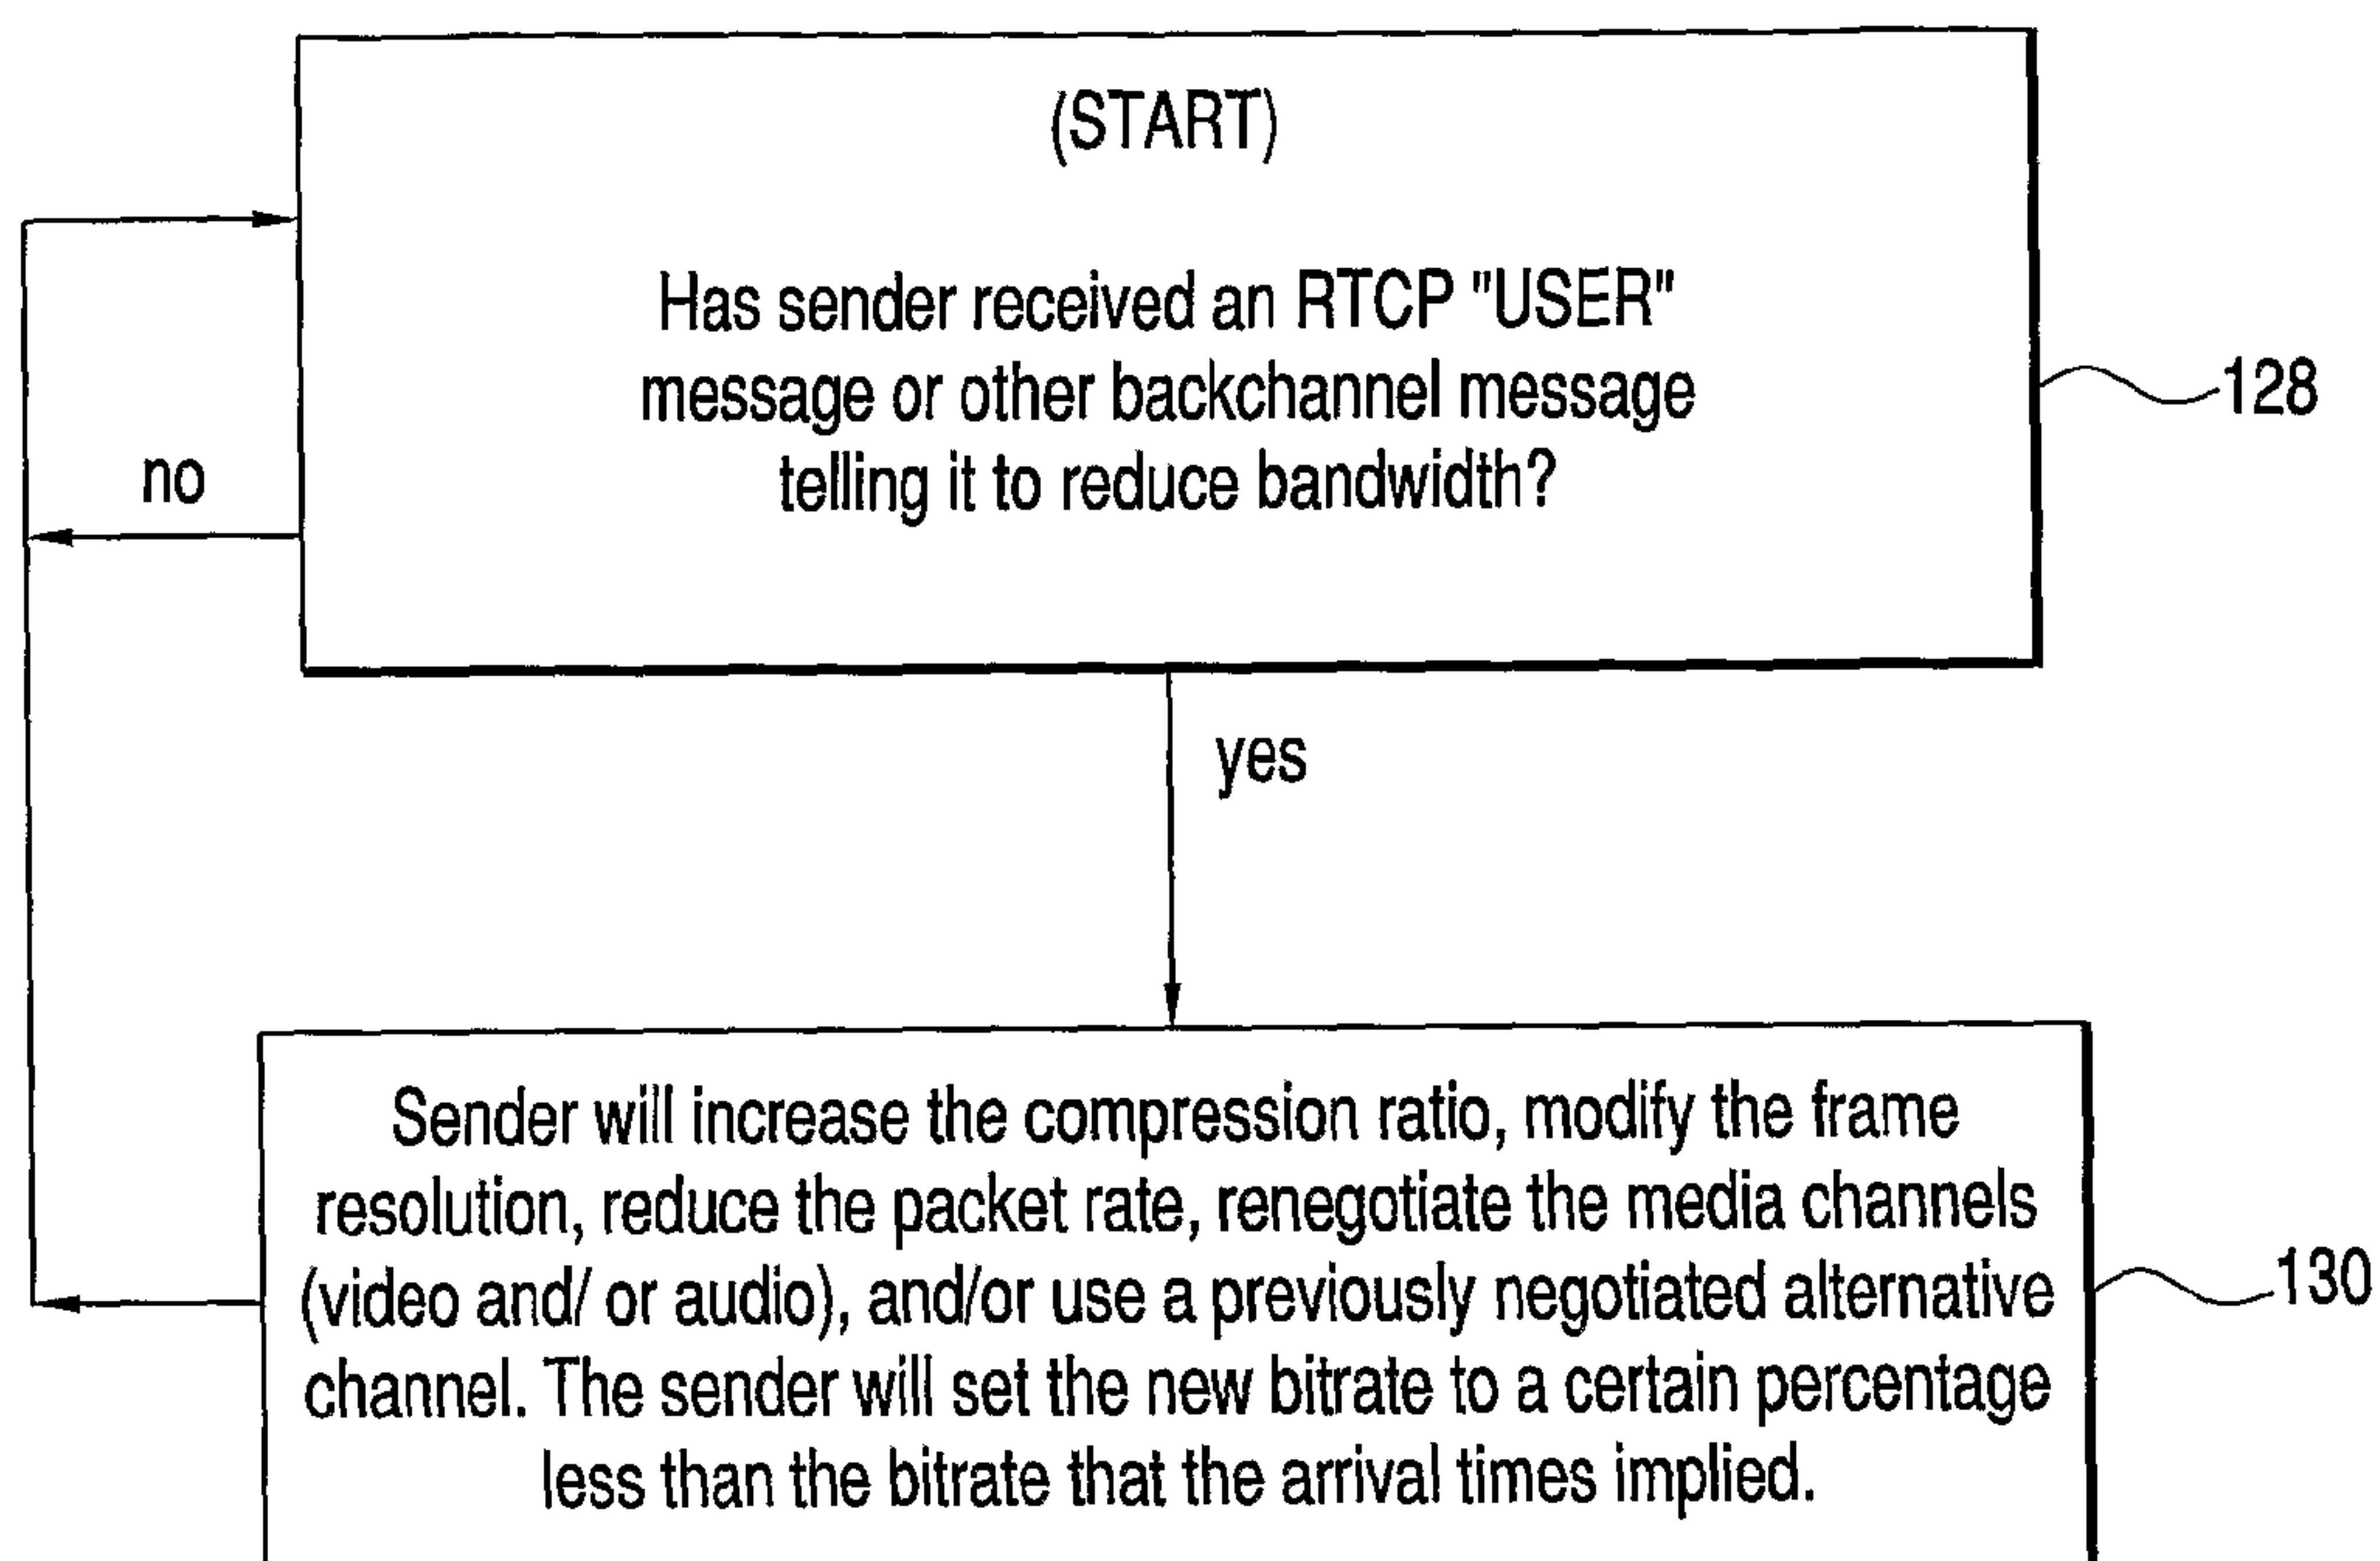 (START)
Has sender received an RTCP "USER"
message or other backchannel message
telling it to reduce bandwidth?
128
no
yes
Sender will increase the compression ratio, modify the frame
resolution, reduce the packet rate, renegotiate the media channels
(video and/ or audio), and/or use a previously negotiated alternative
channel. The sender will set the new bitrate to a certain percentage
less than the bitrate that the arrival times implied.
130